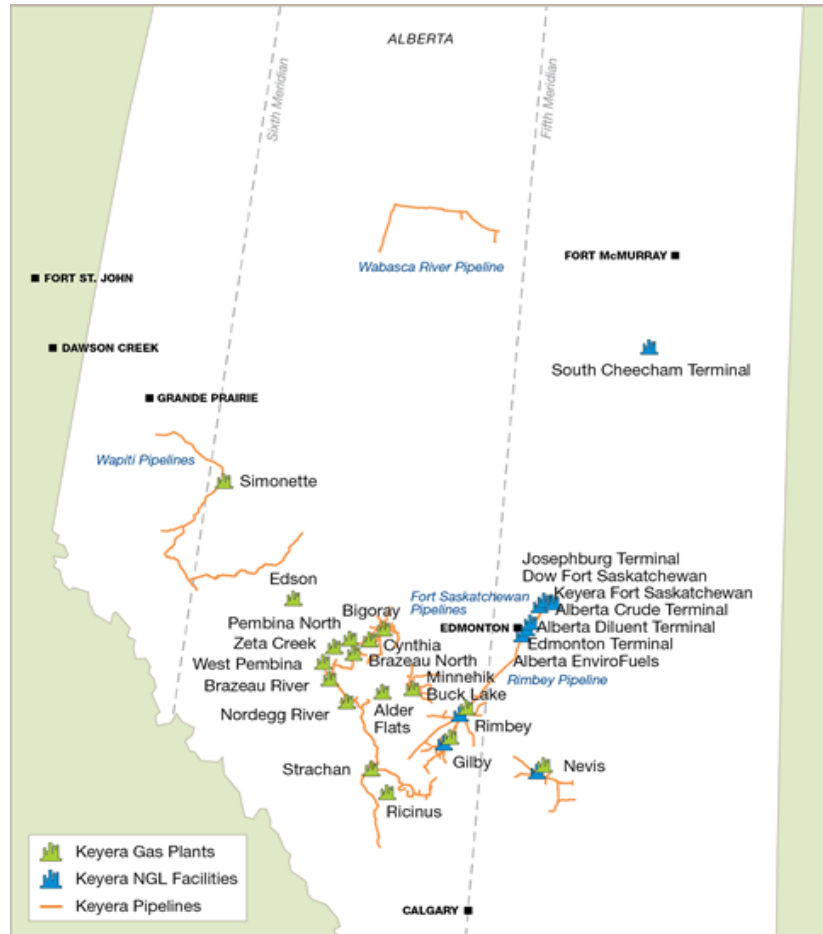 ALBERTA
Sixth Meridian
Fifth Meridian
Wabasca River Pipeline
FORT McMURRAY
FORT ST. JOHN
DAWSON CREEK
South Cheecham Terminal
GRANDE PRAIRIE
Wapiti Pipelines
Simonette
Josephburg Terminal
Dow Fort Saskatchewan
Keyera Fort Saskatchewan
Alberta Crude Terminal
Alberta Diluent Terminal
Edmonton Terminal
Alberta EnviroFuels
Edson
Fort Saskatchewan
Pipelines
Bigoray
EDMONTON
Pembina North
Zeta Creek
Cynthia
West Pembina
Brazeau North
Brazeau River
Minnehik
Buck Lake
Rimbey Pipeline
Nordegg River
Alder
Flats
Rimbey
Strachan
Gilby
Nevis
Ricinus
Keyera Gas Plants
Keyera NGL Facilities
Keyera Pipelines
CALGARY